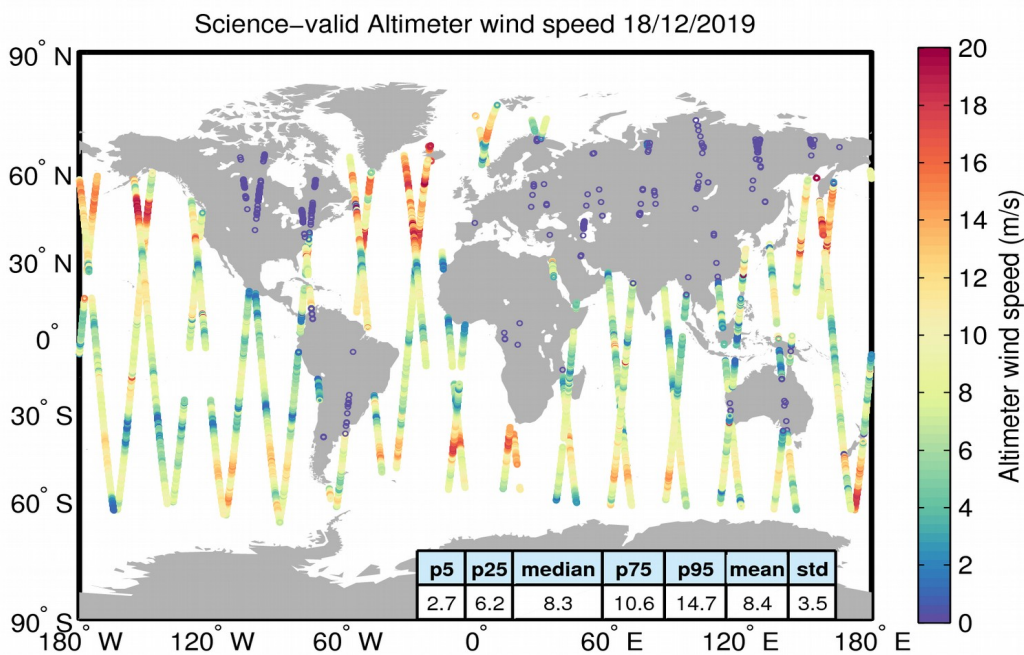 Science−valid Altimeter wind speed 18/12/2019
90° N
60° N
30° N
0°
30° S
60° S
90° S
180° W 120° W 60° W 0° 60° E 120° E 180° E
p5 p25 median p75 p95 mean std
2.7 6.2 8.3 10.6 14.7 8.4 3.5
20
18
16
14
12
10
8
6
4
2
0
Altimeter wind speed (m/s)